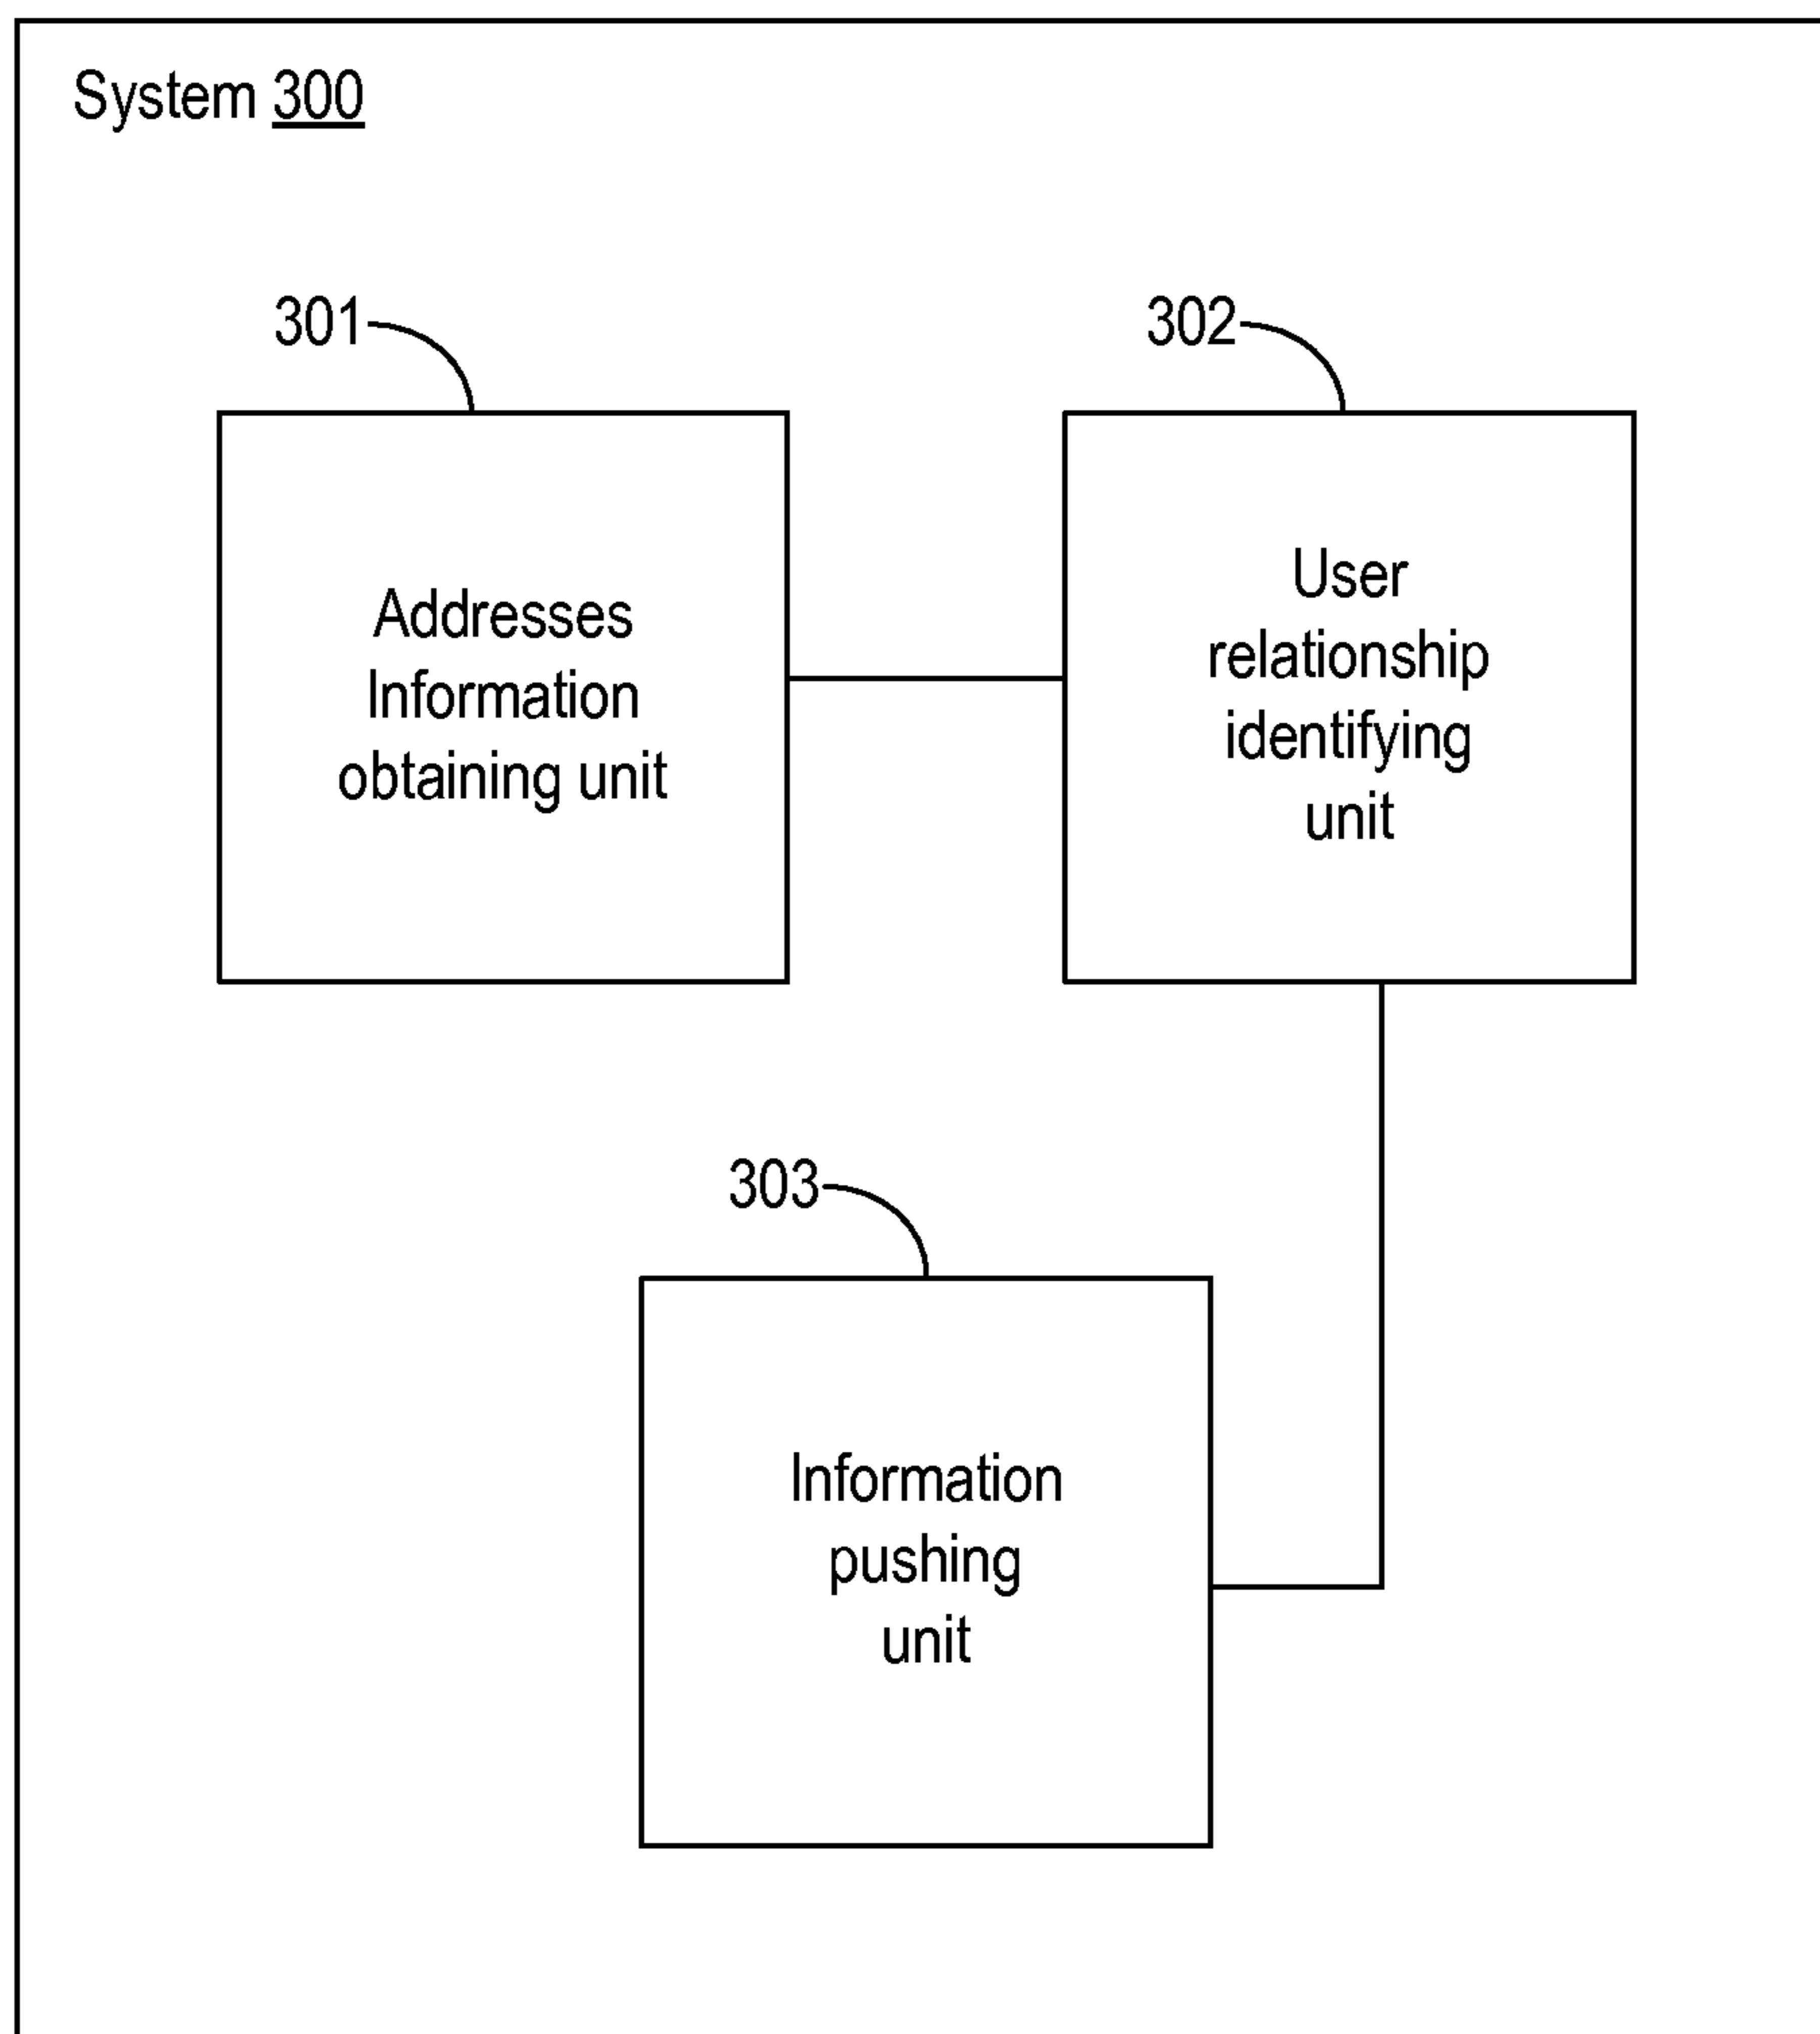 System 300
301
302
Addresses
Information
obtaining unit
User
relationship
identifying
unit
303
Information
pushing
unit